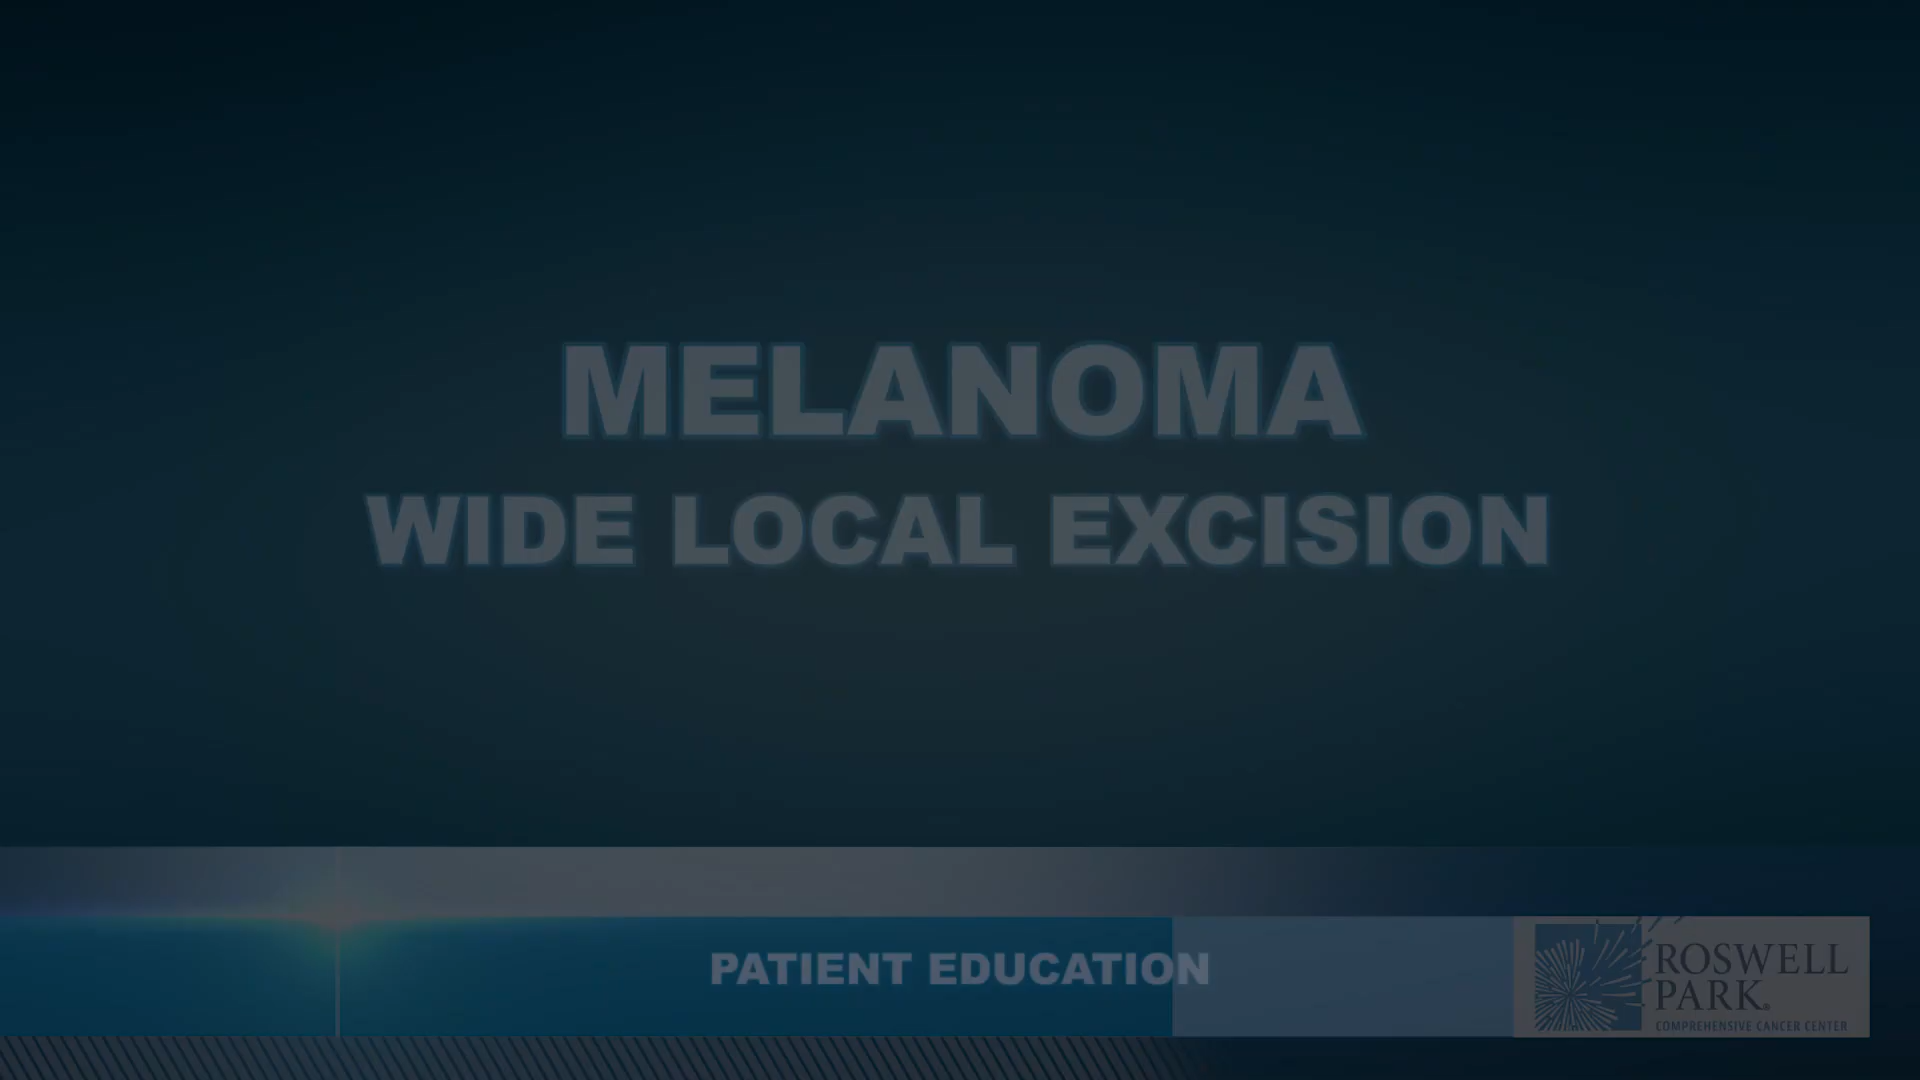 MELANOMA
WIDE LOCAL EXCISION
PATIENT EDUCATION
ROSWELL
PARK®
COMPREHENSIVE CANCER CENTER